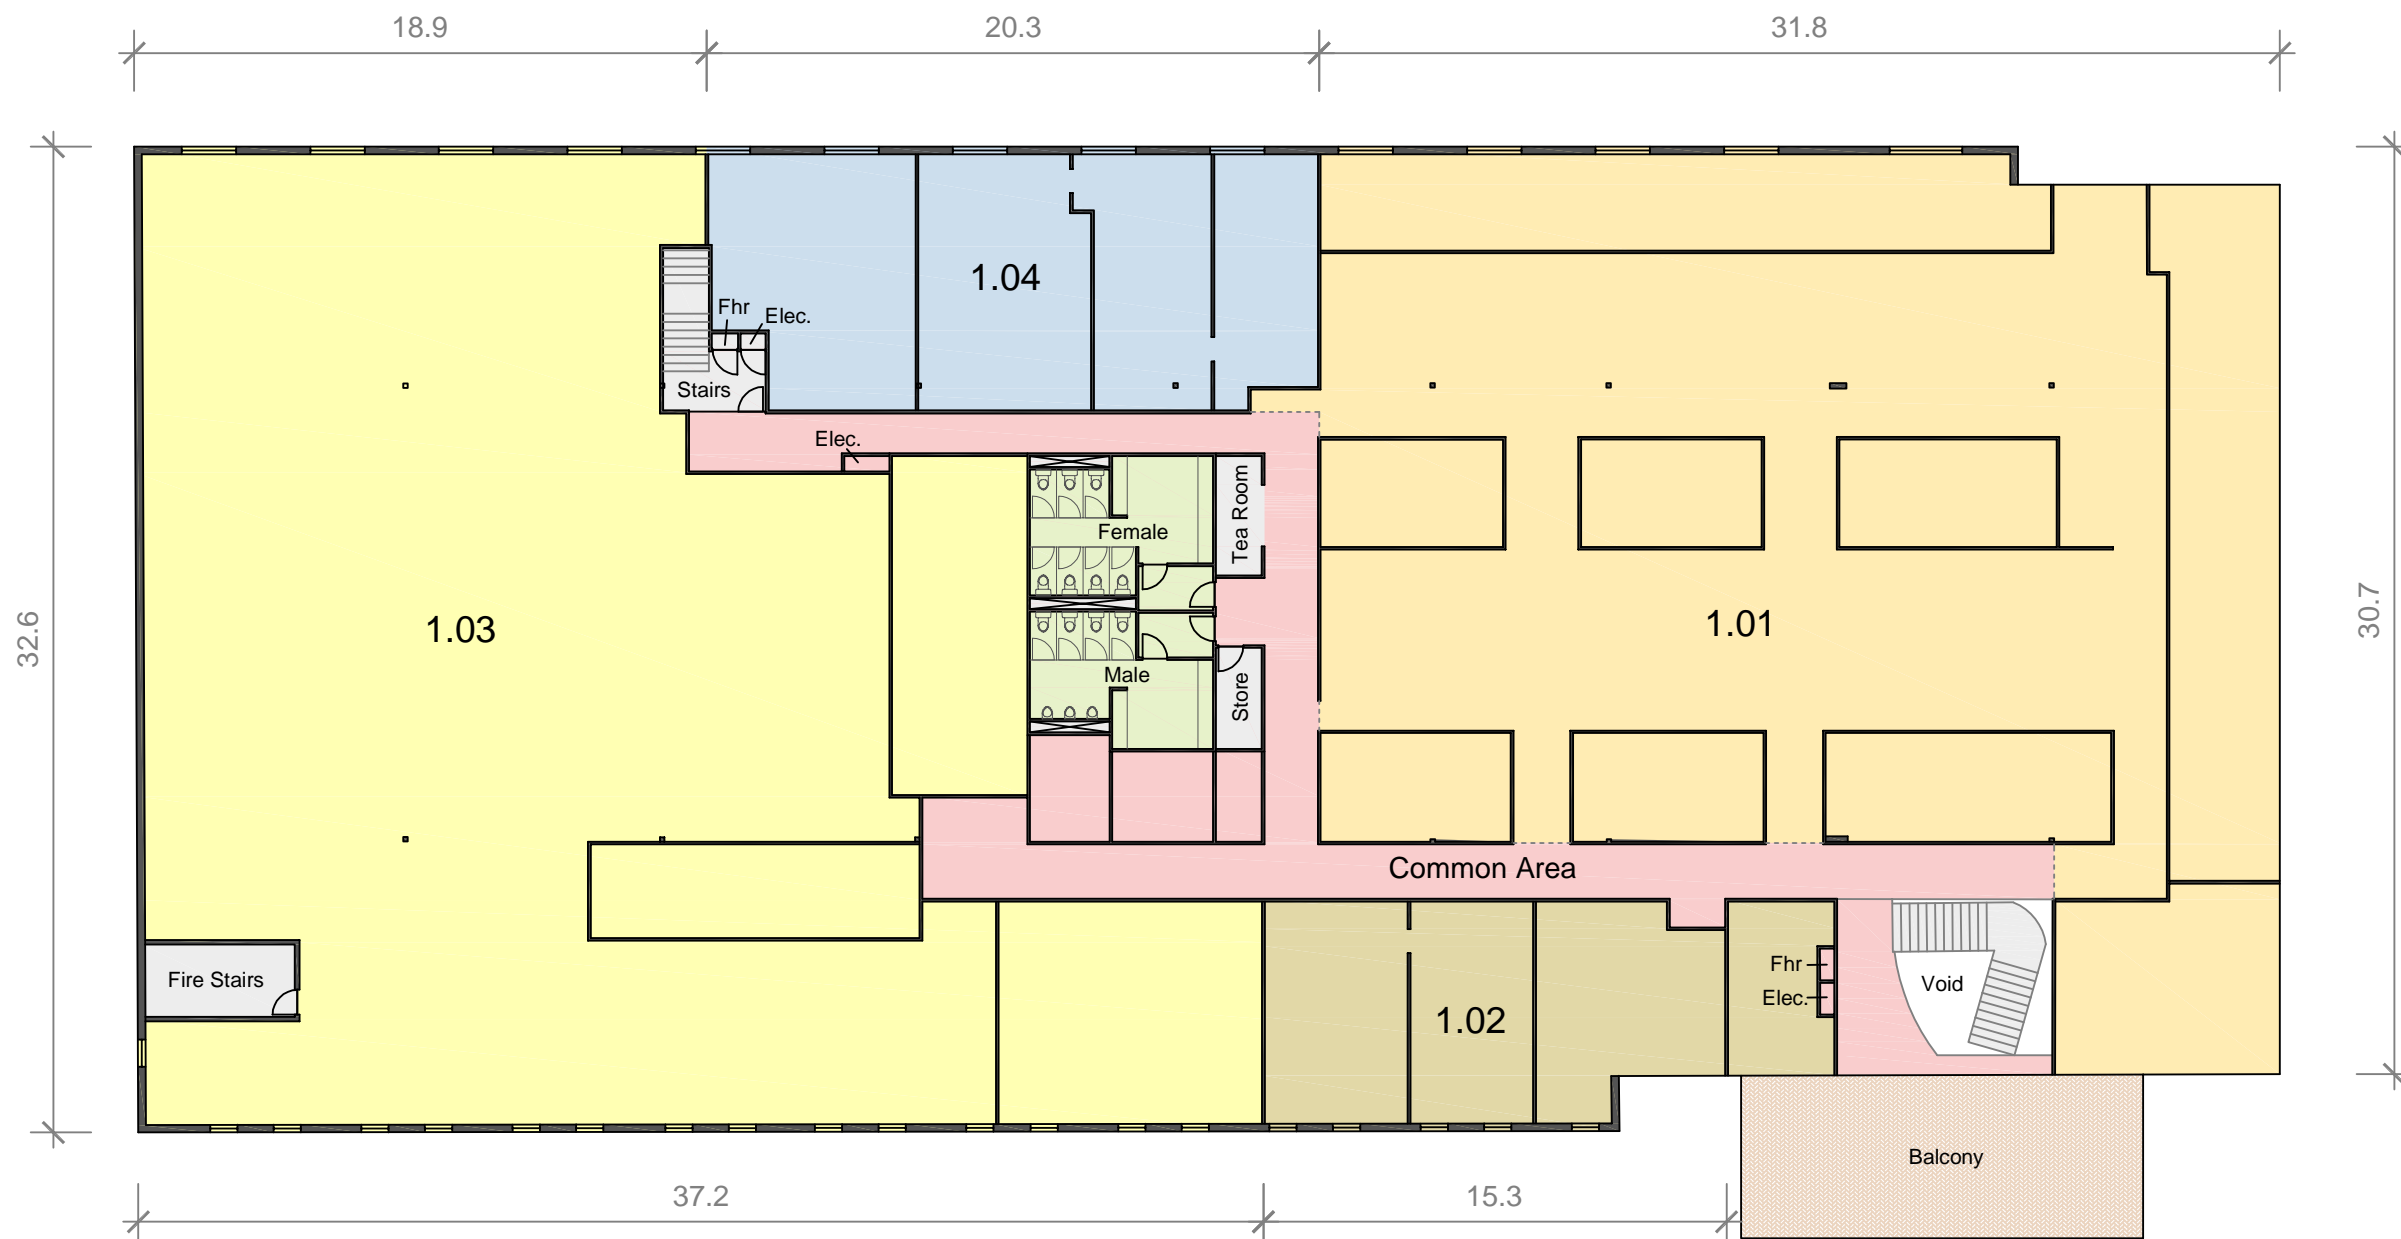 18.9
20.3
31.8
1.04
Fhr
Elec.
Stairs
Elec.
Tea Room
Female
32.6
1.03
1.01
30.7
Male
Store
Common Area
Fire Stairs
Fhr
Void
Elec.
1.02
Balcony
37.2
15.3